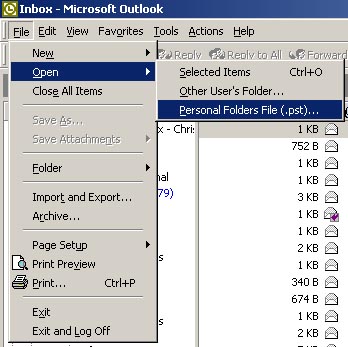 Inbox - Microsoft Outlook
File Edit View Favorites Tools Actions Help
New
Open
Close All Items
Save As...
Save Attachments
Folder
Import and Export...
Archive...
Page Setup
Print Preview
Print... Ctrl+P
Exit
Exit and Log Off
Reply Reply to All Forward
Selected Items Ctrl+O
Other User's Folder...
Personal Folders File (.pst)...
x - Chris
nal
79)
1 KB
752 B
1 KB
1 KB
3 KB
1 KB
1 KB
2 KB
1 KB
340 B
674 B
1 KB
2 KB